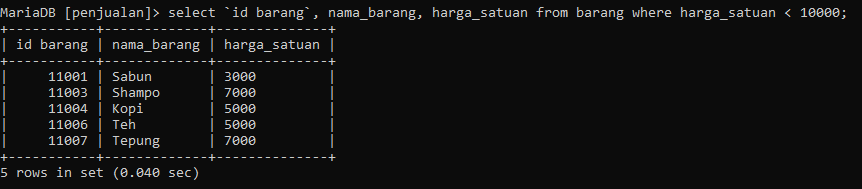 MariaDB [penjualan]> select `id barang`, nama_barang, harga_satuan from barang where harga_satuan < 10000;
+-----------+-------------+--------------+
| id barang | nama_barang | harga_satuan |
+-----------+-------------+--------------+
|     11001 | Sabun       | 3000         |
|     11003 | Shampo      | 7000         |
|     11004 | Kopi        | 5000         |
|     11006 | Teh         | 5000         |
|     11007 | Tepung      | 7000         |
+-----------+-------------+--------------+
5 rows in set (0.040 sec)